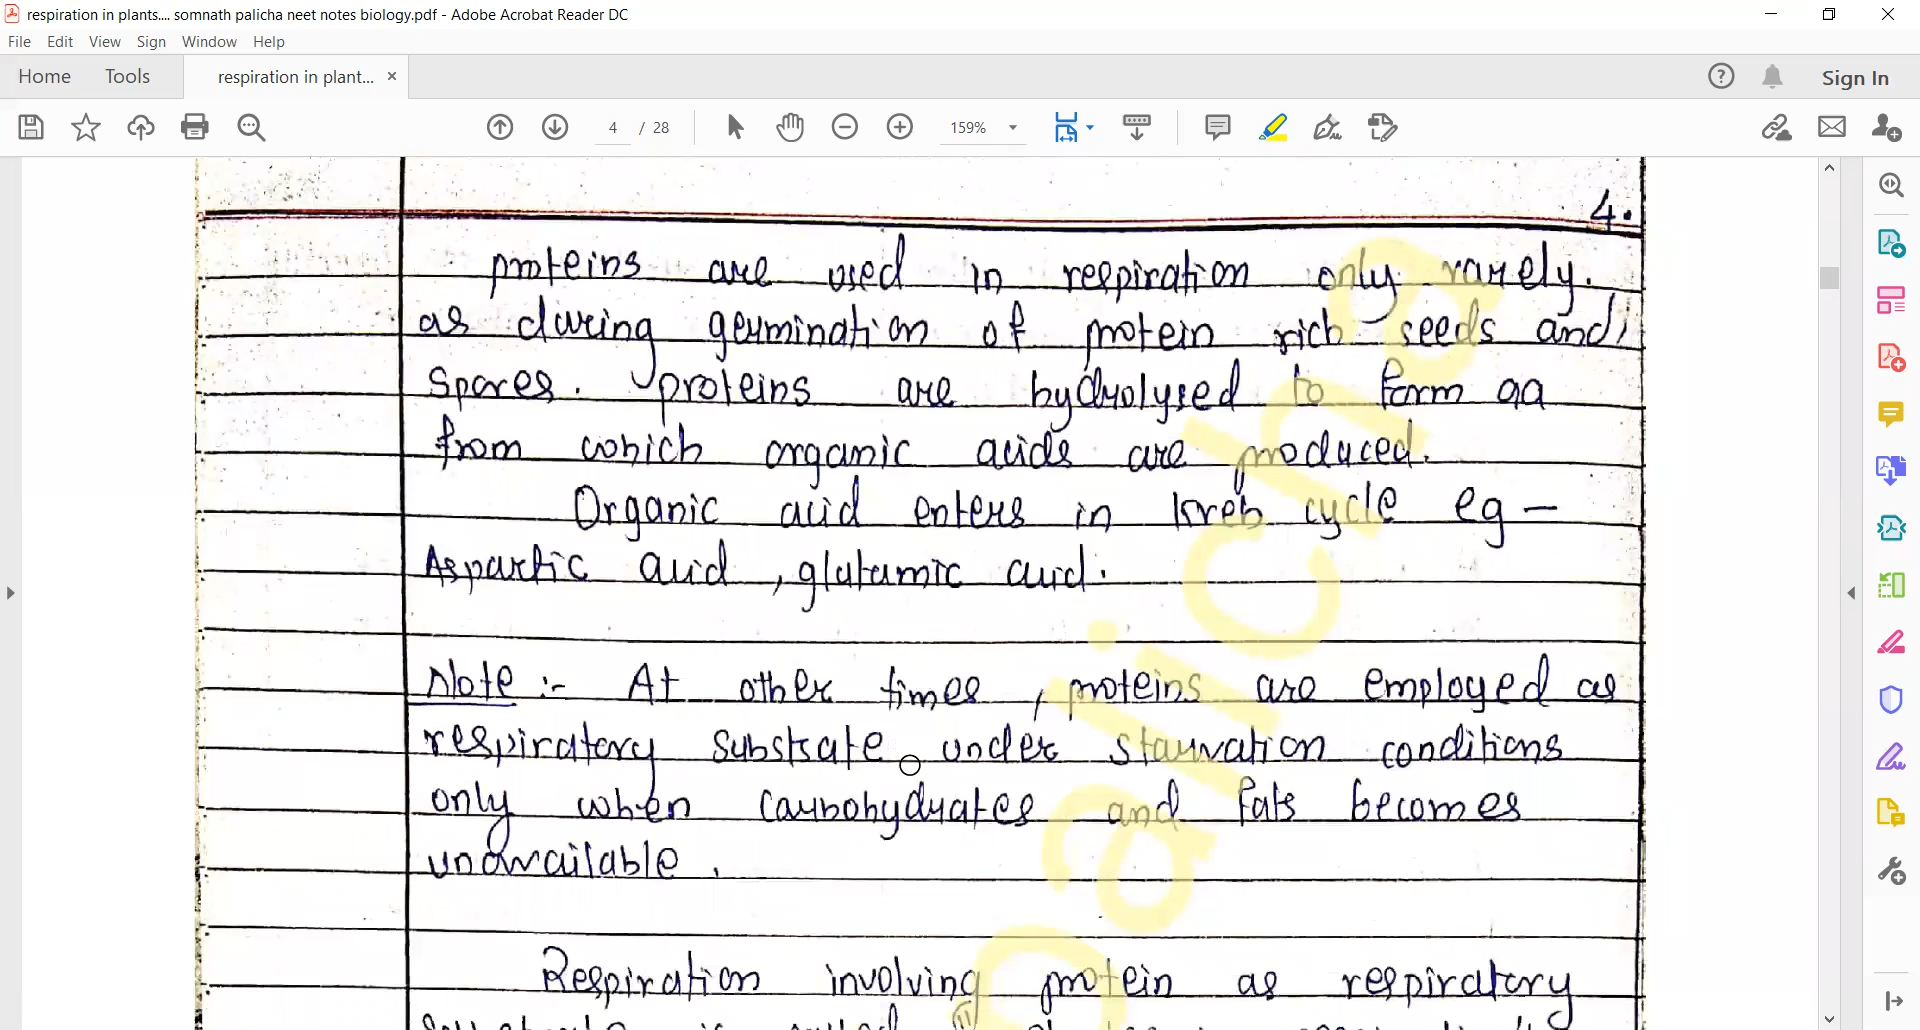 respiration in plants.... somnath palicha neet notes biology.pdf - Adobe Acrobat Reader DC
File Edit View Sign Window Help
Home Tools respiration in plant... × Sign In
4 / 28 159%
4.
proteins are used in respiration only rarely.
as during germination of protein rich seeds and
spores. proteins are hydrolysed to form aa
from which organic acids are produced.
Organic acid enters in kreb cycle eg -
Aspartic acid, glutamic acid.
Note :- At other times, proteins are employed as
respiratory substrate under starvation conditions
only when carbohydrates and fats becomes
unavailable.
Respiration involving protein as respiratory
palicha